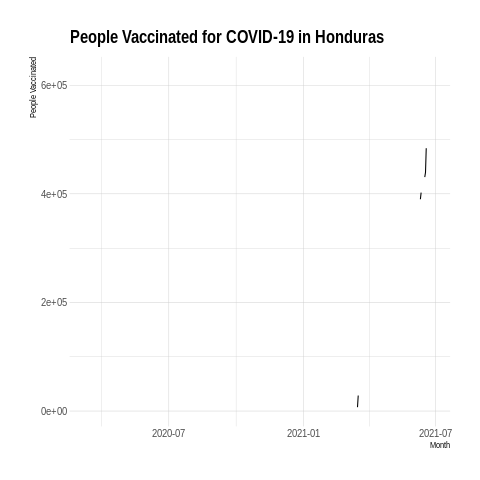 People Vaccinated for COVID-19 in Honduras
People Vaccinated
6e+05
4e+05
2e+05
0e+00
2020-07
2021-01
2021-07
Month